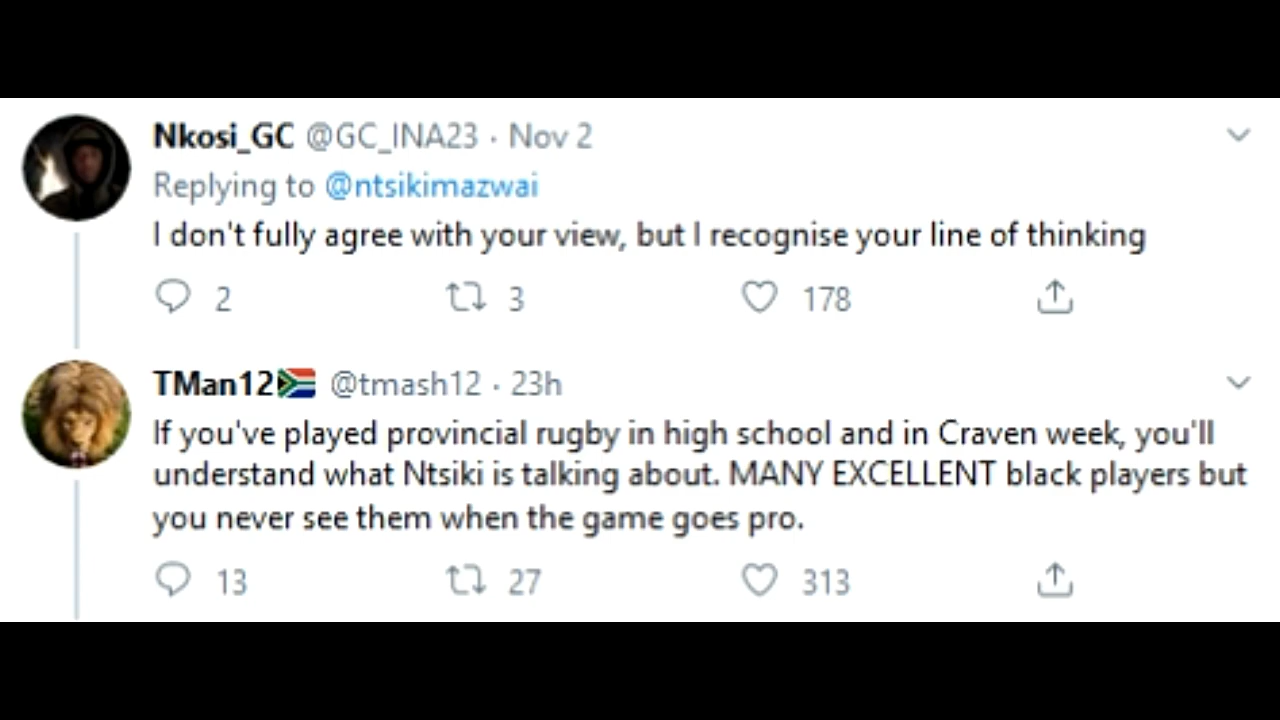 Nkosi_GC @GC_INA23 · Nov 2
Replying to @ntsikimazwai
I don't fully agree with your view, but I recognise your line of thinking
2 3 178
TMan12🇿🇦 @tmash12 · 23h
If you've played provincial rugby in high school and in Craven week, you'll
understand what Ntsiki is talking about. MANY EXCELLENT black players but
you never see them when the game goes pro.
13 27 313